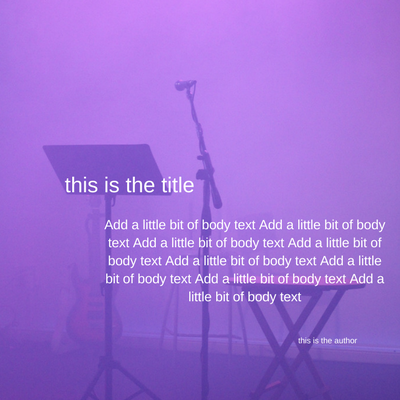 this is the title
Add a little bit of body text Add a little bit of body
text Add a little bit of body text Add a little bit of
body text Add a little bit of body text Add a little
bit of body text Add a little bit of body text Add a
little bit of body text
this is the author